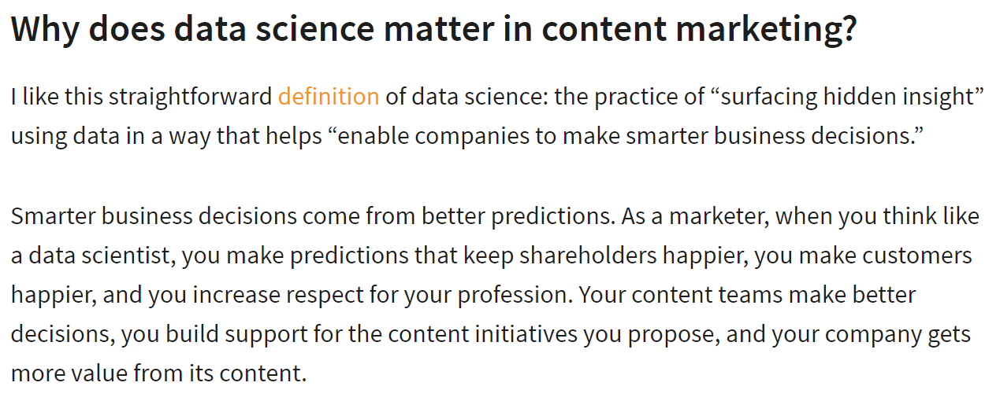 Why does data science matter in content marketing?
I like this straightforward definition of data science: the practice of “surfacing hidden insight”
using data in a way that helps “enable companies to make smarter business decisions.”
Smarter business decisions come from better predictions. As a marketer, when you think like
a data scientist, you make predictions that keep shareholders happier, you make customers
happier, and you increase respect for your profession. Your content teams make better
decisions, you build support for the content initiatives you propose, and your company gets
more value from its content.